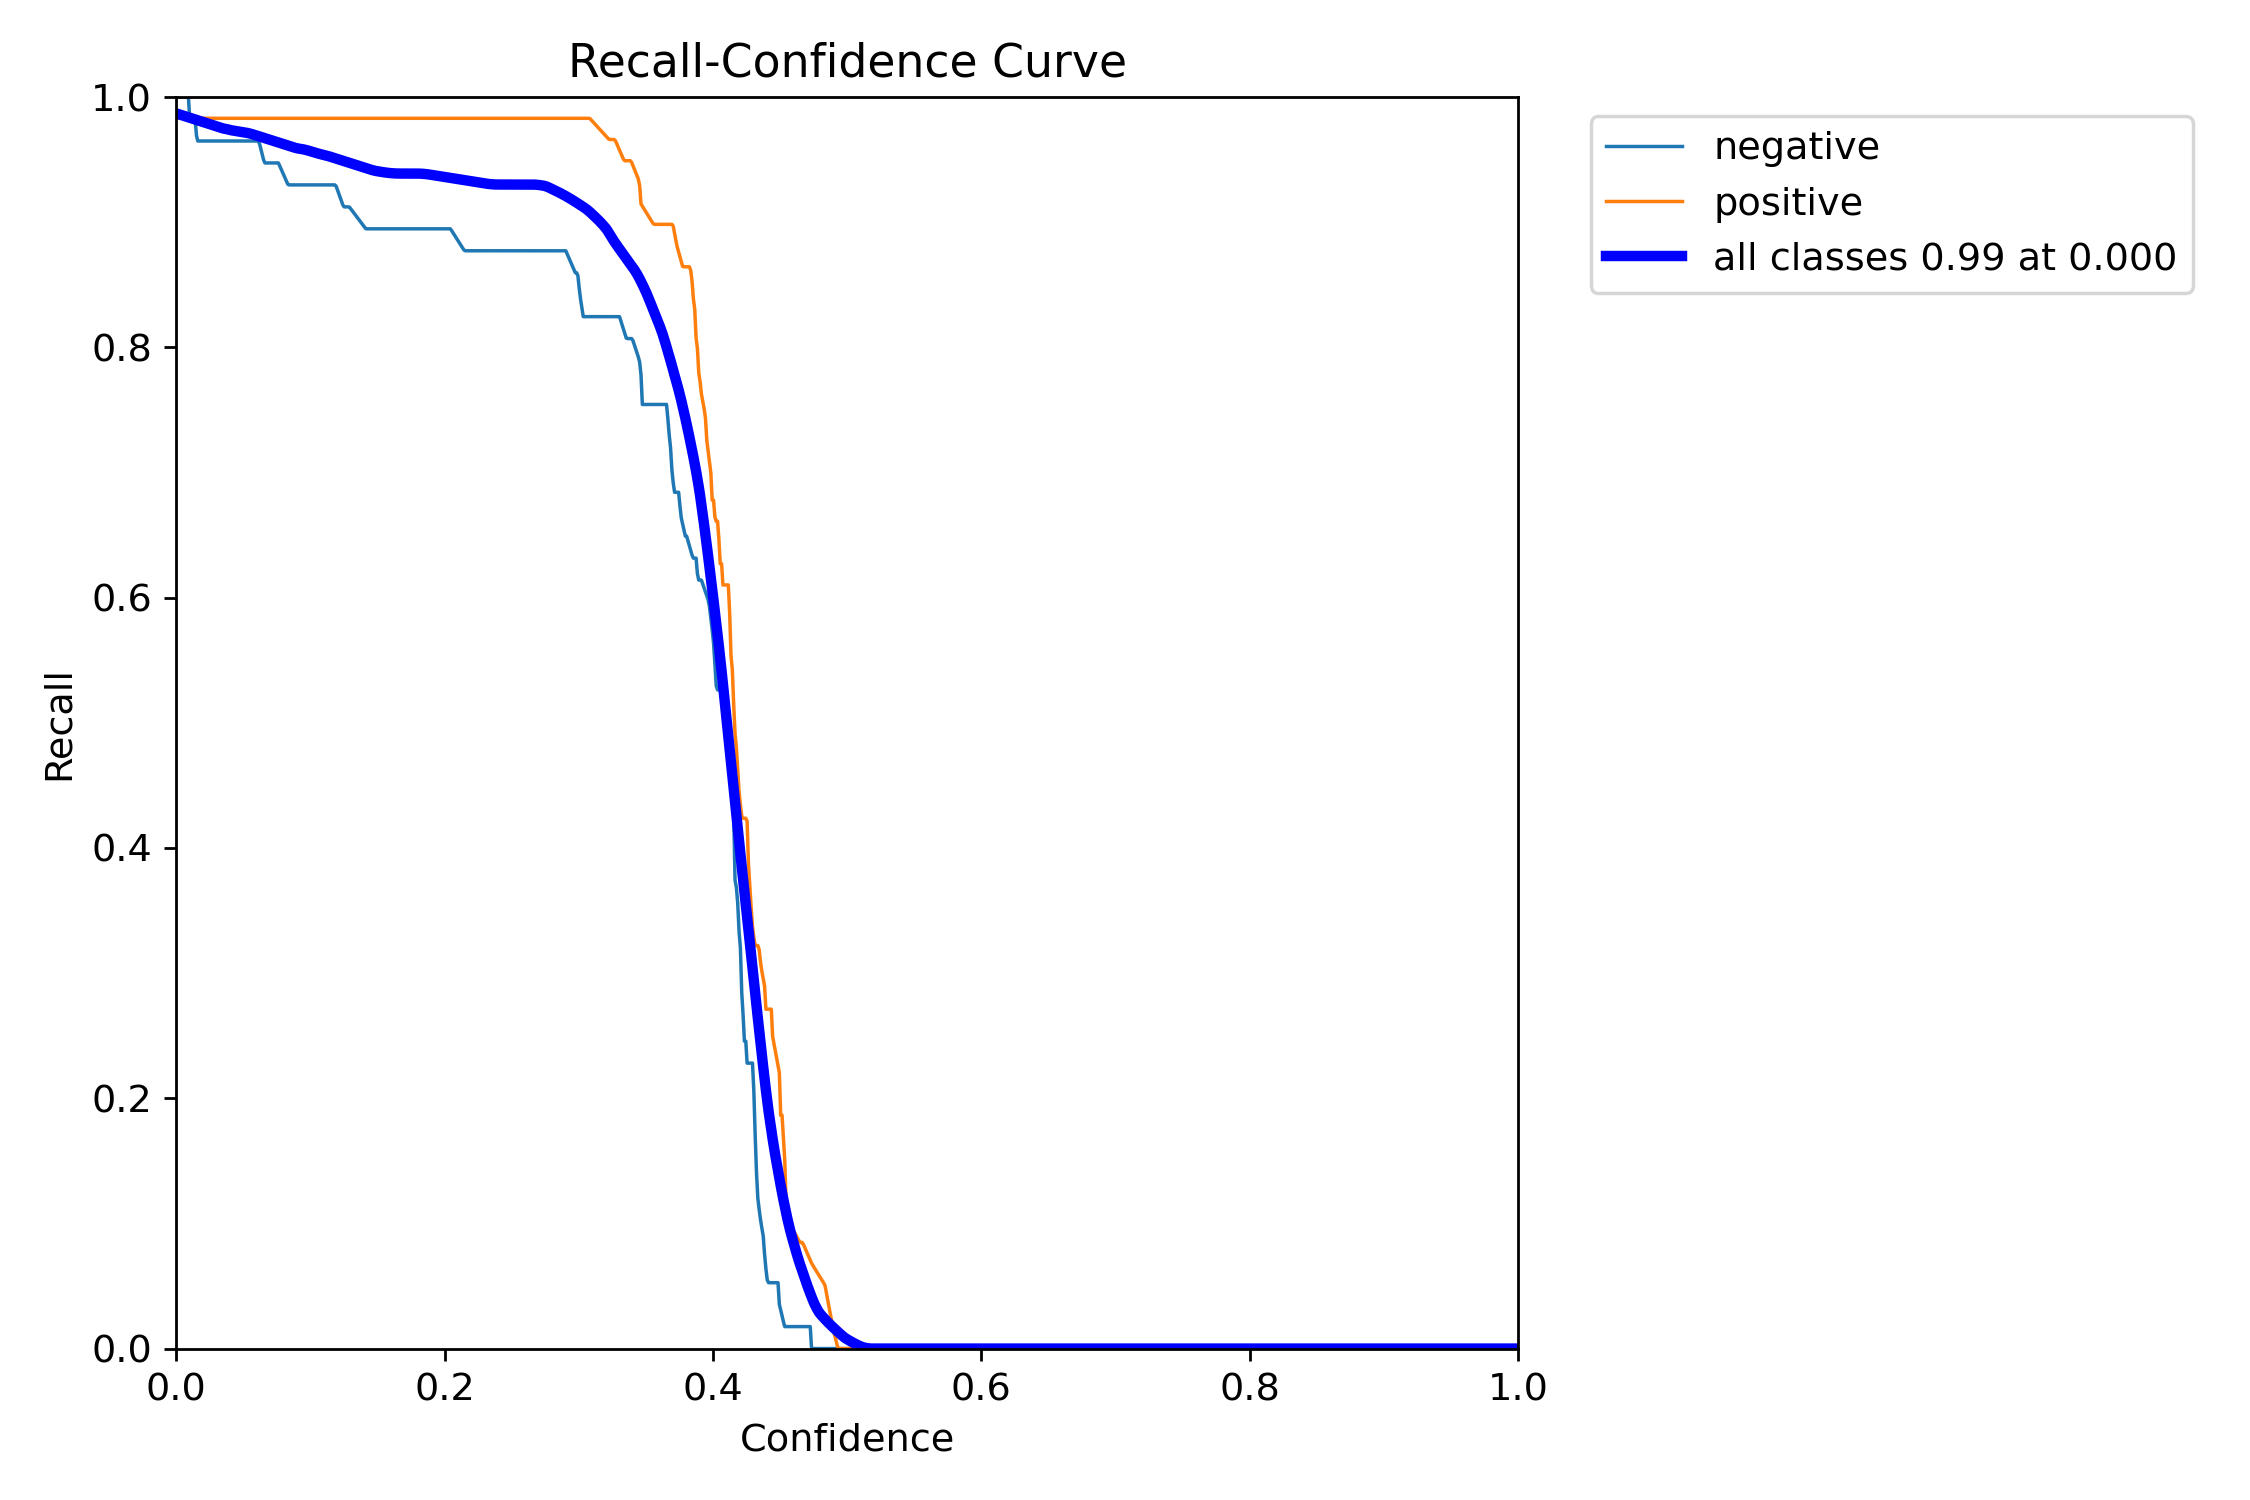 Recall-Confidence Curve
1.0
0.8
0.6
0.4
0.2
0.0
Recall
0.0 0.2 0.4 0.6 0.8 1.0
Confidence
negative
positive
all classes 0.99 at 0.000